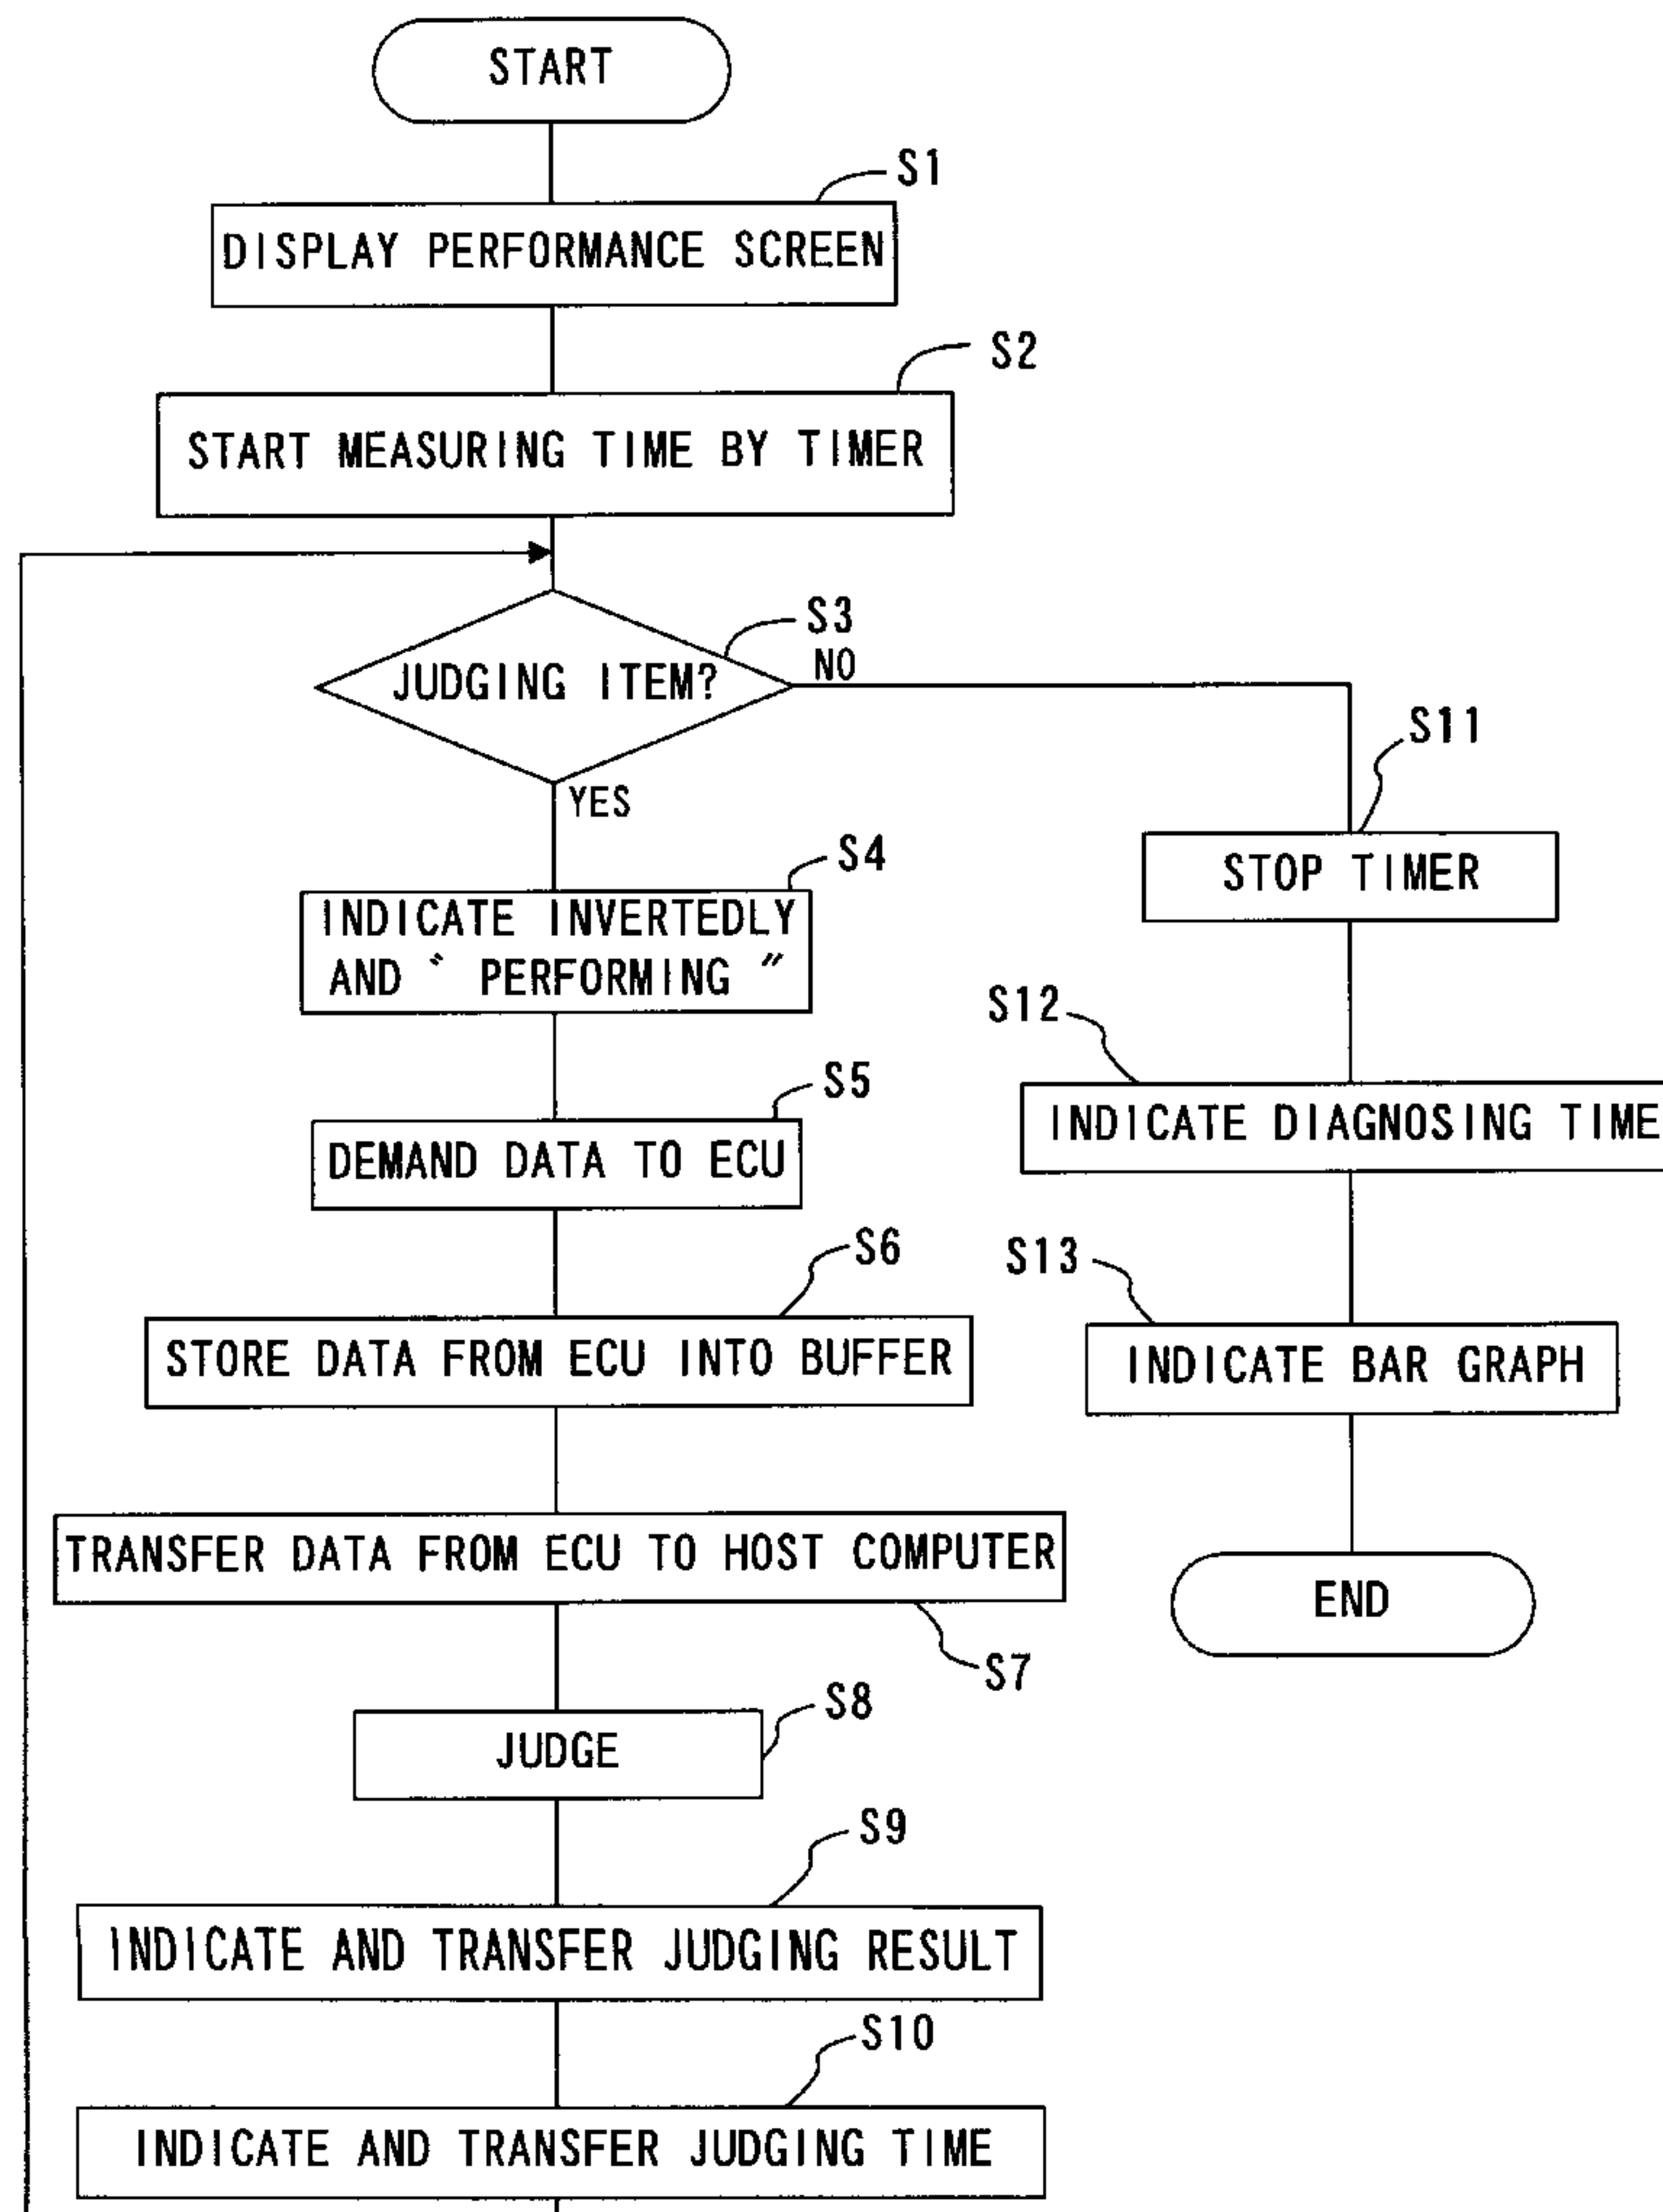 START
S1
DISPLAY PERFORMANCE SCREEN
S2
START MEASURING TIME BY TIMER
S3
JUDGING ITEM?
NO
YES
S4
INDICATE INVERTEDLY
AND " PERFORMING "
S5
DEMAND DATA TO ECU
S6
STORE DATA FROM ECU INTO BUFFER
TRANSFER DATA FROM ECU TO HOST COMPUTER
S7
S8
JUDGE
S9
INDICATE AND TRANSFER JUDGING RESULT
S10
INDICATE AND TRANSFER JUDGING TIME
S11
STOP TIMER
S12
INDICATE DIAGNOSING TIME
S13
INDICATE BAR GRAPH
END